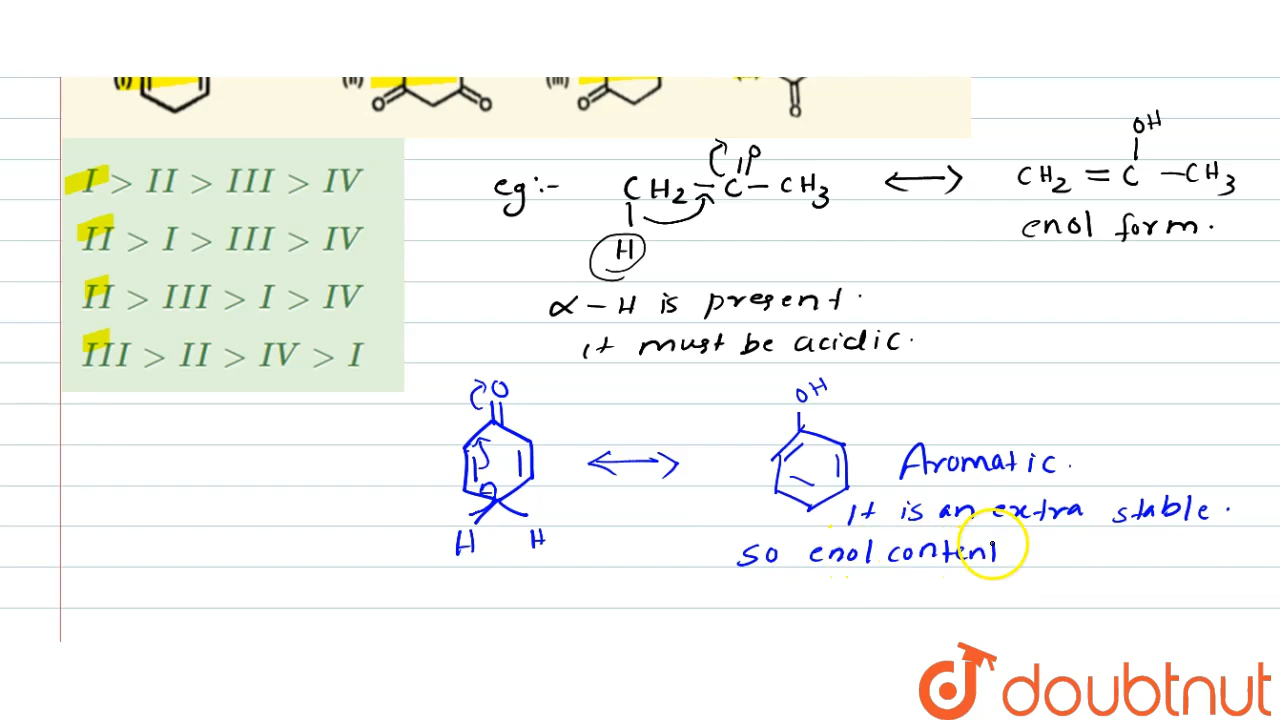 (I) (II) (III)
O O O O
I > II > III > IV
II > I > III > IV
II > III > I > IV
III > II > IV > I
eg:- CH2 – C – CH3 ⟷ CH2 = C – CH3
O OH
H
enol form.
α – H is present.
it must be acidic.
O OH
H H
⟷ Aromatic.
It is an extra stable.
so enol content
doubtnut